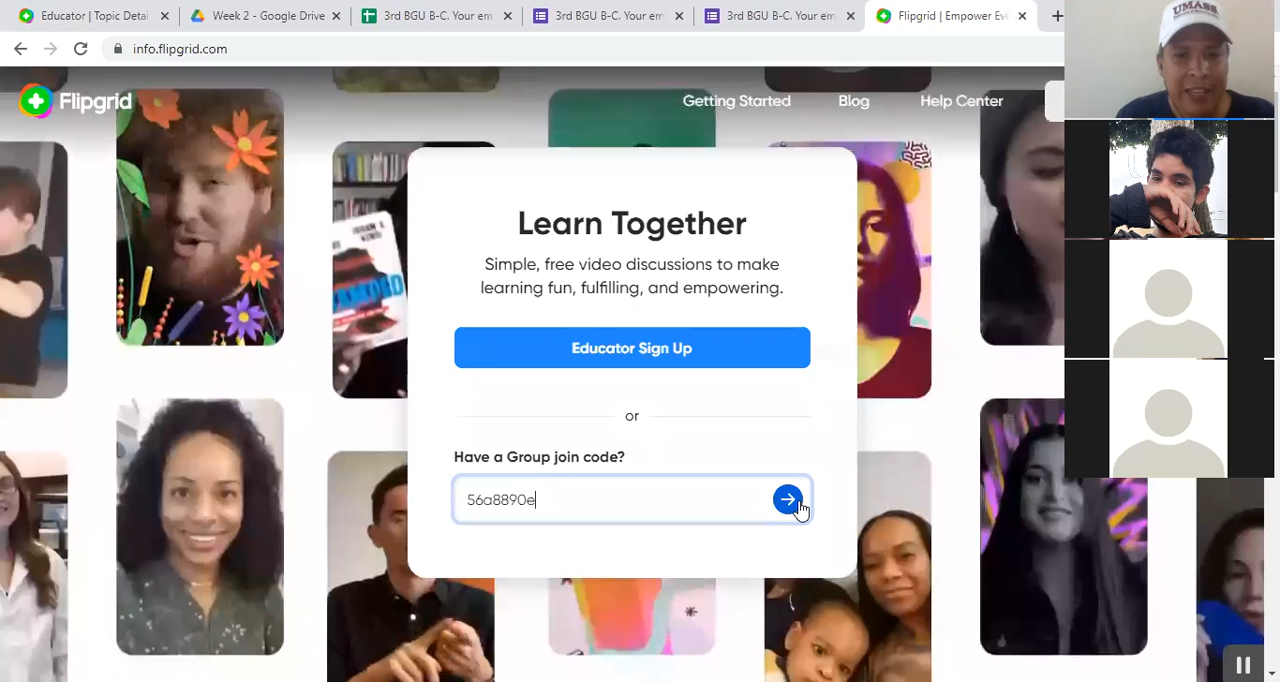 Educator | Topic Detai
Week 2 - Google Drive
3rd BGU B-C. Your em
3rd BGU B-C. Your em
3rd BGU B-C. Your em
Flipgrid | Empower Ev
info.flipgrid.com
Flipgrid
Getting Started
Blog
Help Center
UMASS
Learn Together
Simple, free video discussions to make
learning fun, fulfilling, and empowering.
Educator Sign Up
or
Have a Group join code?
56a8890e